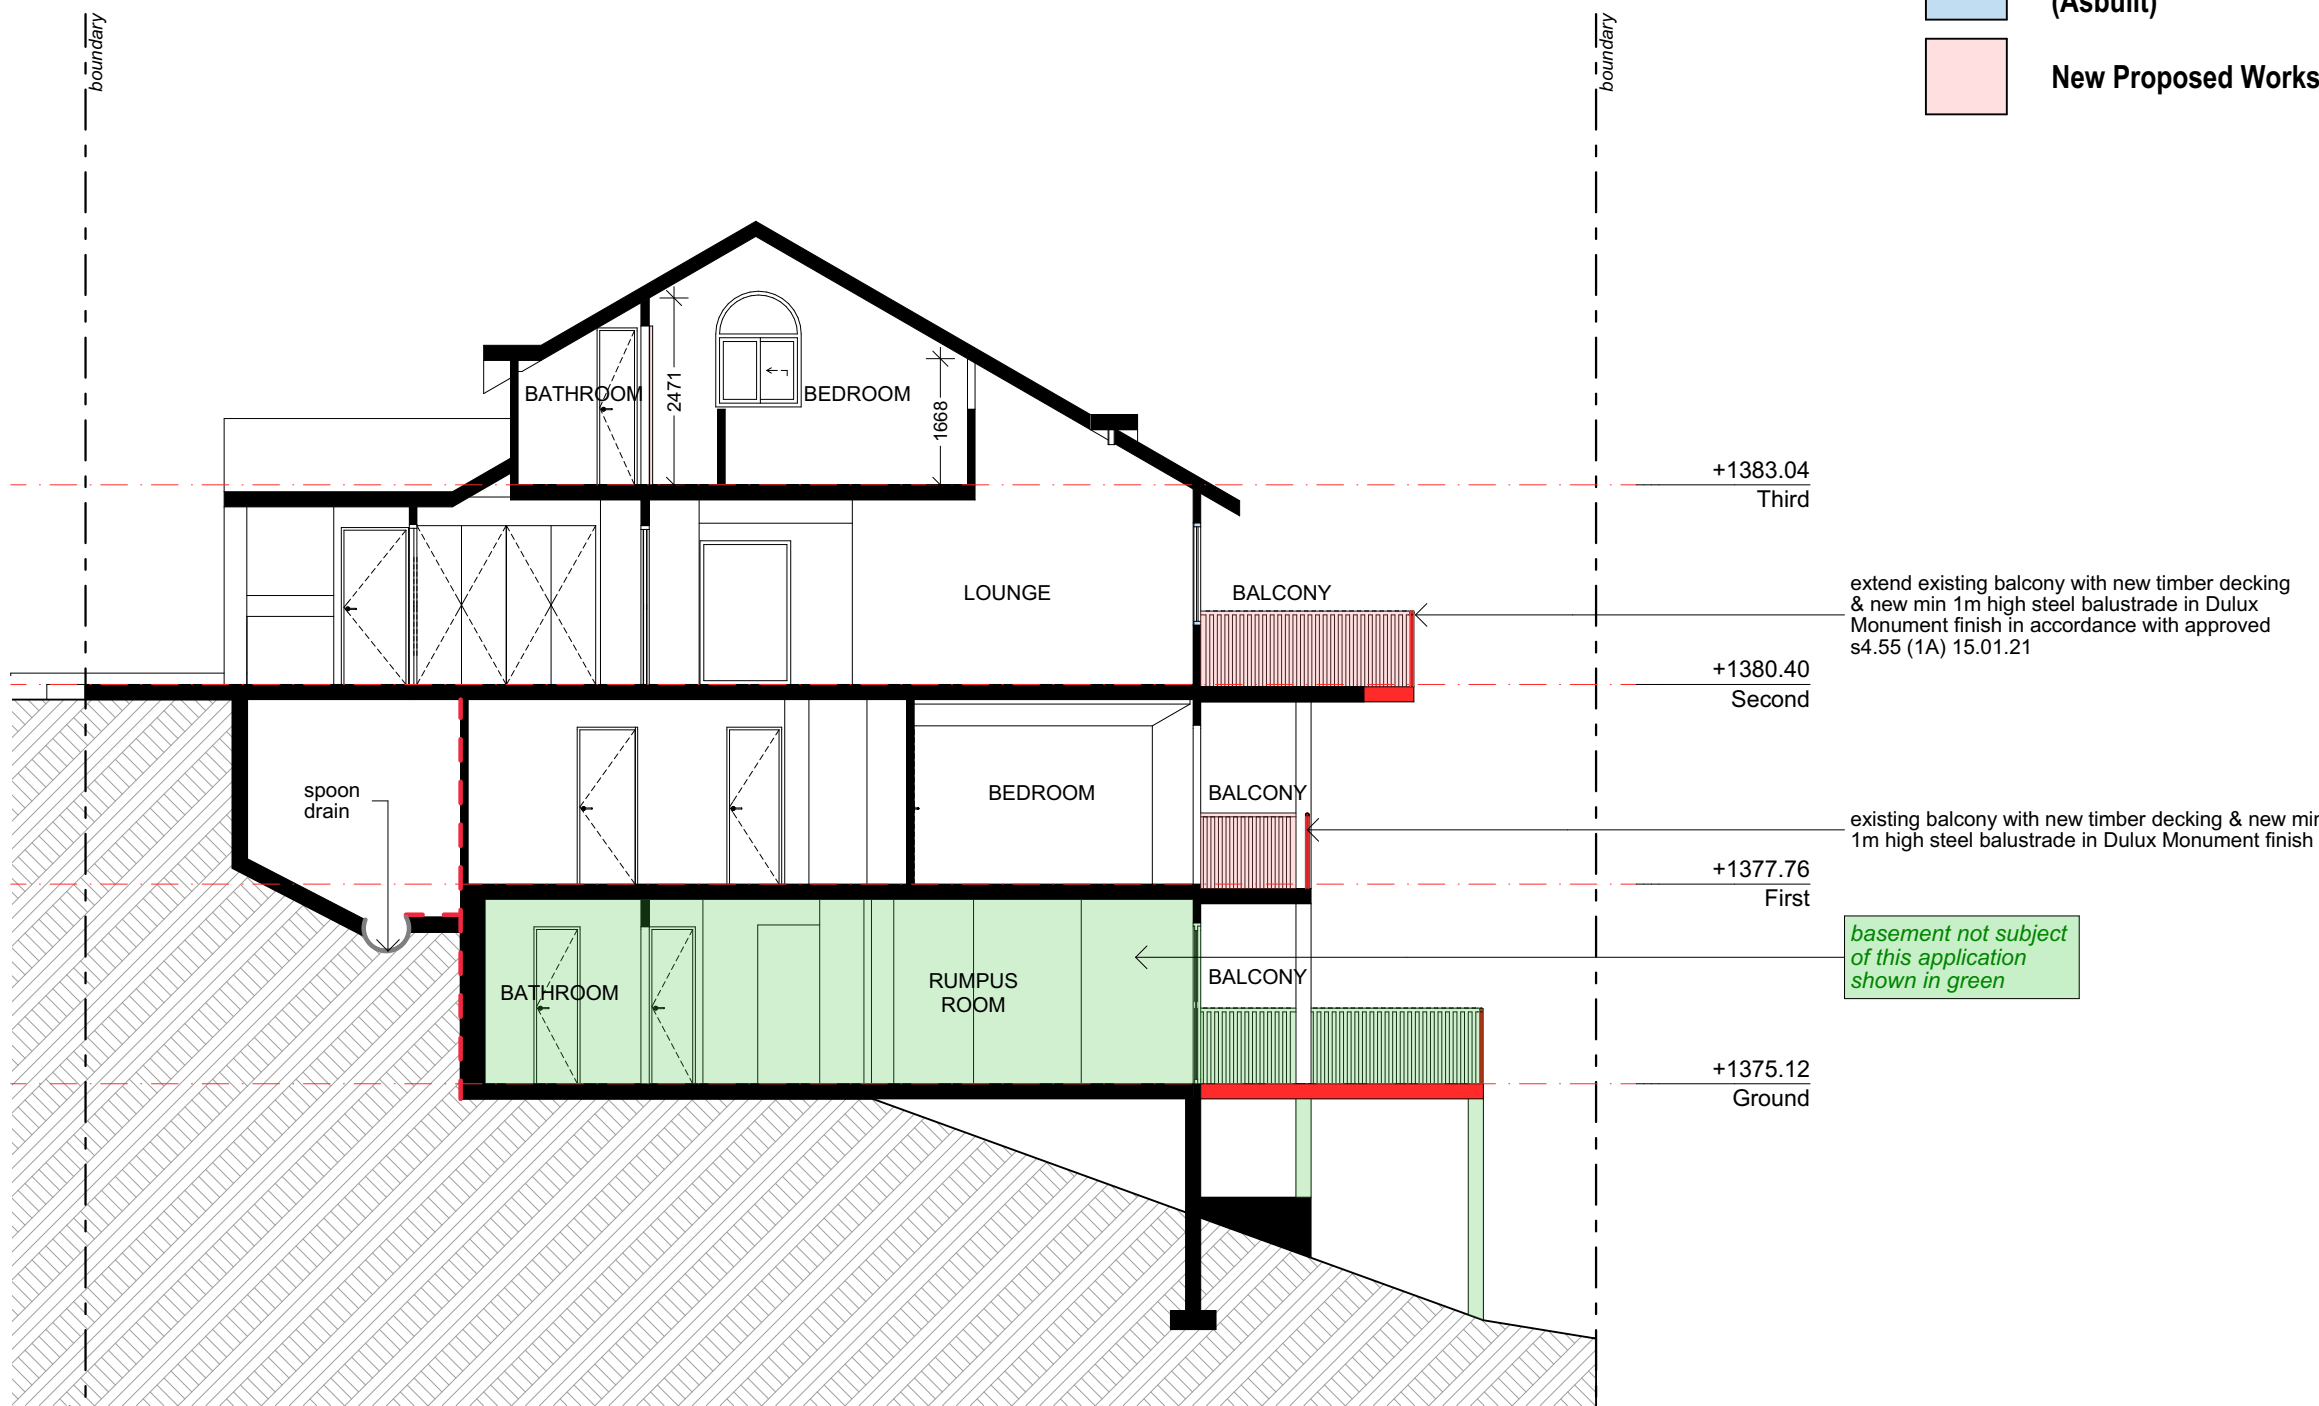 (Asbuilt)
New Proposed Works
boundary
boundary
BATHROOM
2471
BEDROOM
1668
+1383.04
Third
LOUNGE
BALCONY
extend existing balcony with new timber decking
& new min 1m high steel balustrade in Dulux
Monument finish in accordance with approved
s4.55 (1A) 15.01.21
+1380.40
Second
spoon
drain
BEDROOM
BALCONY
existing balcony with new timber decking & new min
1m high steel balustrade in Dulux Monument finish
+1377.76
First
basement not subject
of this application
shown in green
BATHROOM
RUMPUS
ROOM
BALCONY
+1375.12
Ground